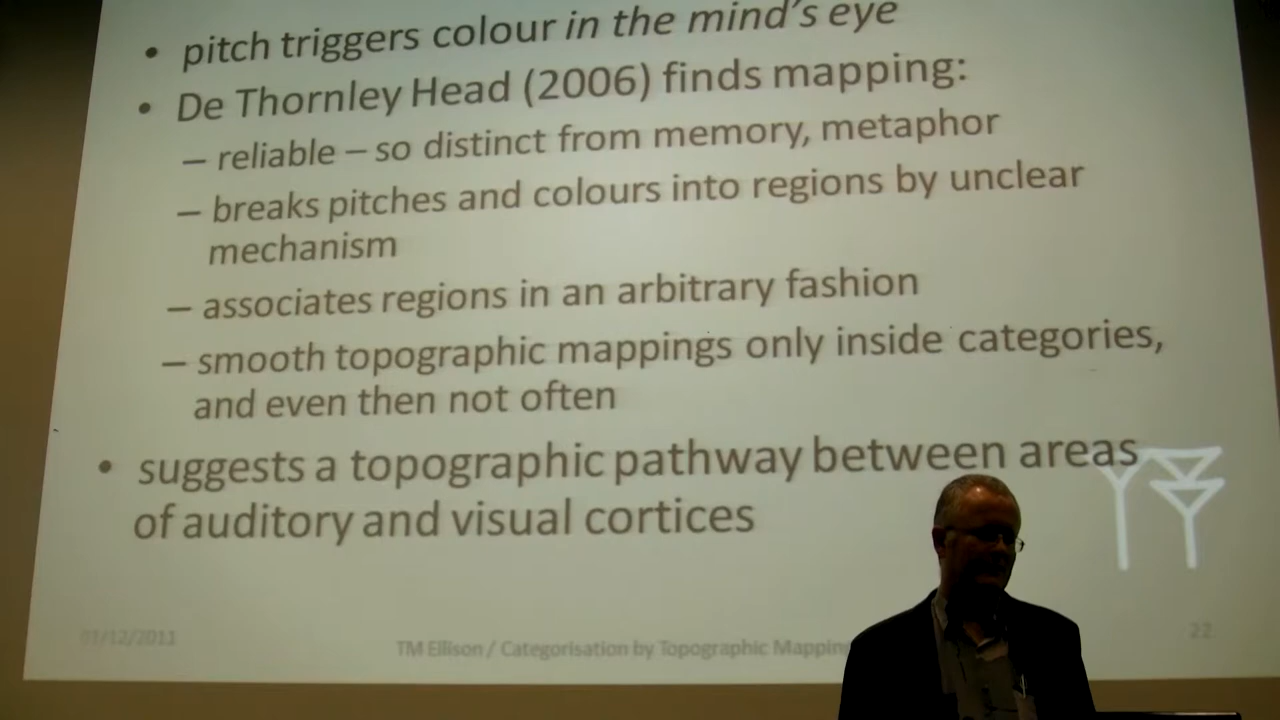 • pitch triggers colour in the mind's eye
• De Thornley Head (2006) finds mapping:
– reliable – so distinct from memory, metaphor
– breaks pitches and colours into regions by unclear
mechanism
– associates regions in an arbitrary fashion
– smooth topographic mappings only inside categories,
and even then not often
• suggests a topographic pathway between areas
of auditory and visual cortices
01/12/2011
TM Ellison / Categorisation by Topographic Mapping
22